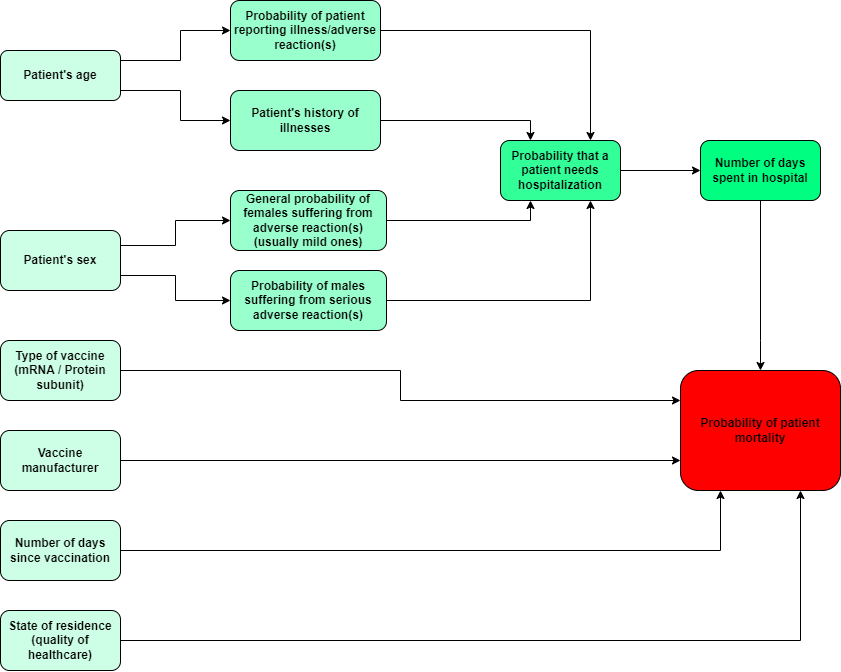 Probability of patient
reporting illness/adverse
reaction(s)
Patient's age
Patient's history of
illnesses
Probability that a
patient needs
hospitalization
Number of days
spent in hospital
General probability of
females suffering from
adverse reaction(s)
(usually mild ones)
Patient's sex
Probability of males
suffering from serious
adverse reaction(s)
Type of vaccine
(mRNA / Protein
subunit)
Probability of patient
mortality
Vaccine
manufacturer
Number of days
since vaccination
State of residence
(quality of
healthcare)